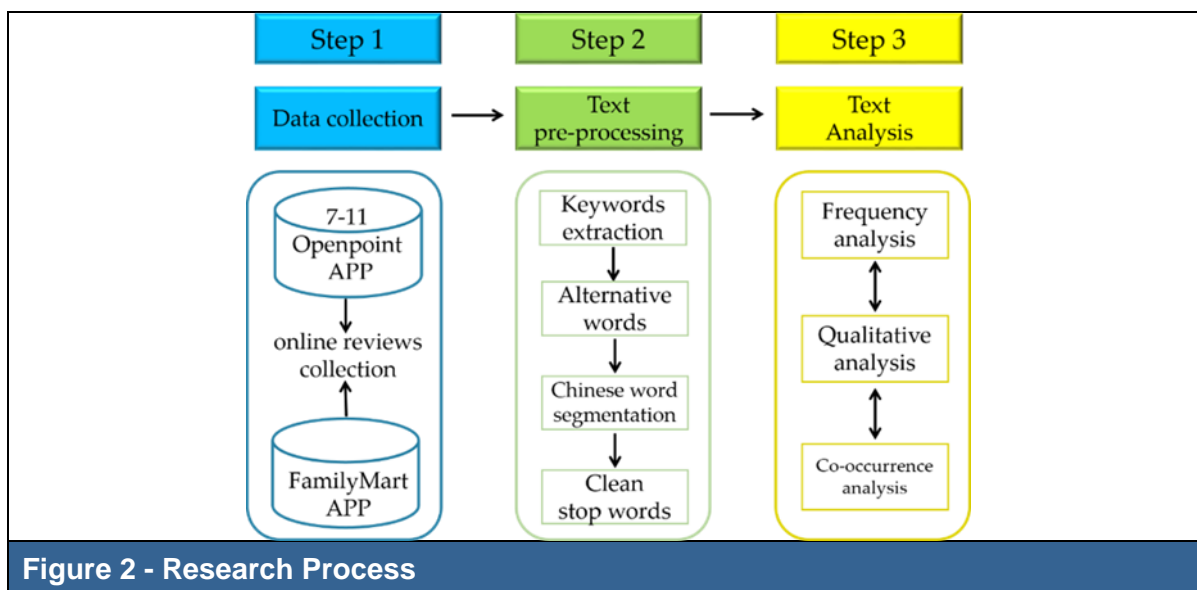 Step 1
Step 2
Step 3
Data collection
Text
pre-processing
Text
Analysis
7-11
Openpoint
APP
online reviews
collection
FamilyMart
APP
Keywords
extraction
Alternative
words
Chinese word
segmentation
Clean
stop words
Frequency
analysis
Qualitative
analysis
Co-occurrence
analysis
Figure 2 - Research Process